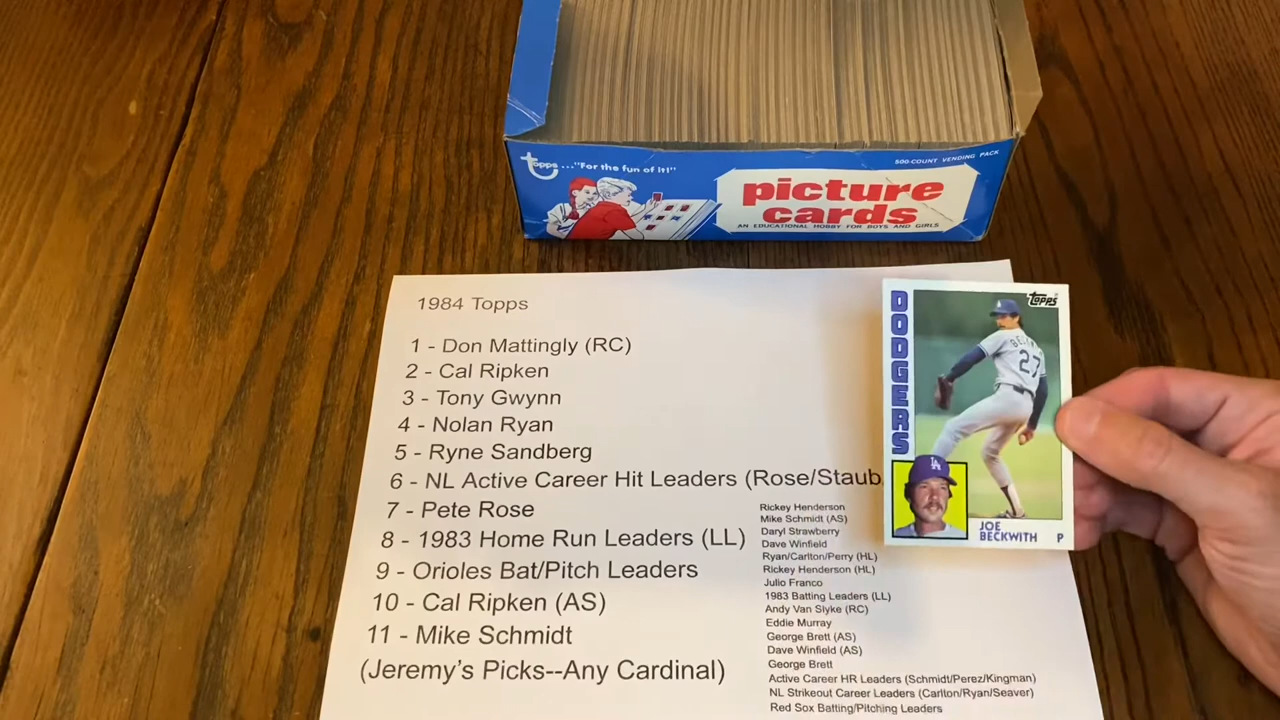 topps ..."For the fun of it!"
500-COUNT VENDING PACK
picture
cards
AN EDUCATIONAL HOBBY FOR BOYS AND GIRLS
1984 Topps
1 - Don Mattingly (RC)
2 - Cal Ripken
3 - Tony Gwynn
4 - Nolan Ryan
5 - Ryne Sandberg
6 - NL Active Career Hit Leaders (Rose/Staub
7 - Pete Rose
8 - 1983 Home Run Leaders (LL)
9 - Orioles Bat/Pitch Leaders
10 - Cal Ripken (AS)
11 - Mike Schmidt
(Jeremy's Picks--Any Cardinal)
Rickey Henderson
Mike Schmidt (AS)
Daryl Strawberry
Dave Winfield
Ryan/Carlton/Perry (HL)
Rickey Henderson (HL)
Julio Franco
1983 Batting Leaders (LL)
Andy Van Slyke (RC)
Eddie Murray
George Brett (AS)
Dave Winfield (AS)
George Brett
Active Career HR Leaders (Schmidt/Perez/Kingman)
NL Strikeout Career Leaders (Carlton/Ryan/Seaver)
Red Sox Batting/Pitching Leaders
DODGERS
topps
27
LA
JOE
BECKWITH P